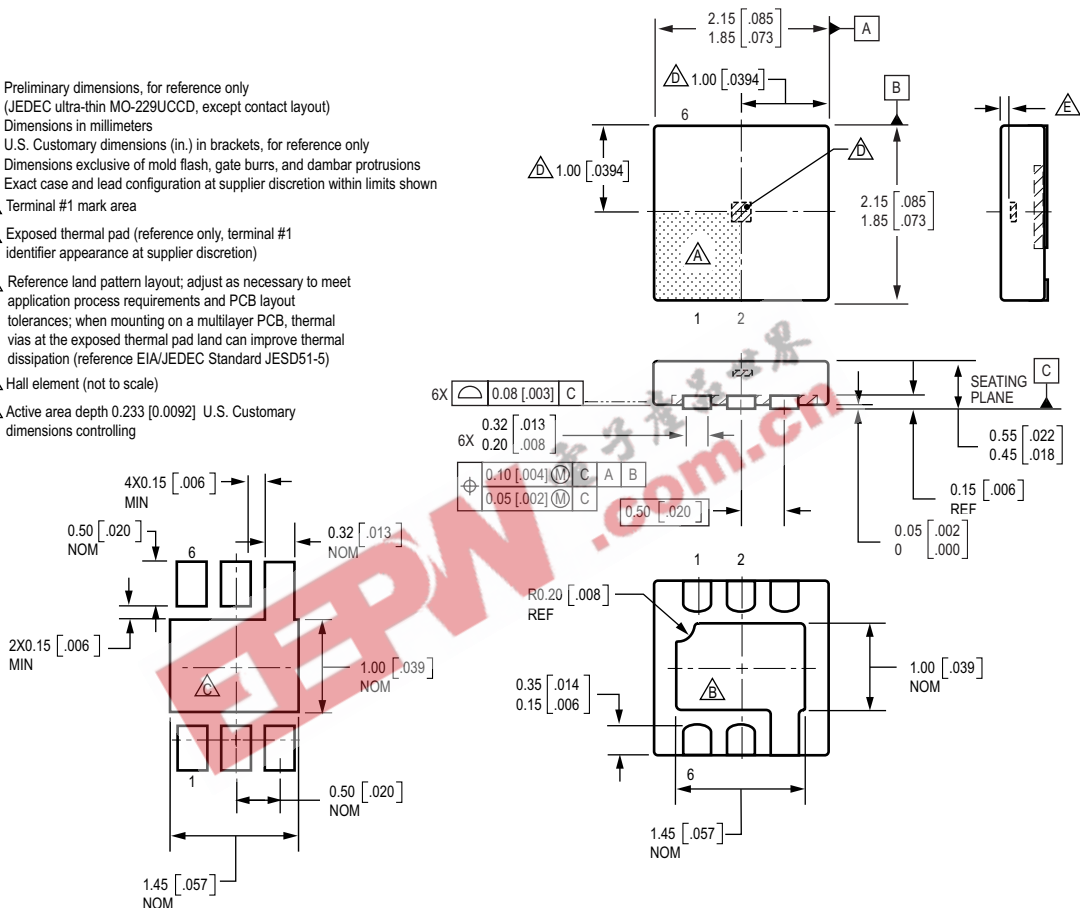 Preliminary dimensions, for reference only
(JEDEC ultra-thin MO-229UCCD, except contact layout)
Dimensions in millimeters
U.S. Customary dimensions (in.) in brackets, for reference only
Dimensions exclusive of mold flash, gate burrs, and dambar protrusions
Exact case and lead configuration at supplier discretion within limits shown
Terminal #1 mark area
Exposed thermal pad (reference only, terminal #1
identifier appearance at supplier discretion)
Reference land pattern layout; adjust as necessary to meet
application process requirements and PCB layout
tolerances; when mounting on a multilayer PCB, thermal
vias at the exposed thermal pad land can improve thermal
dissipation (reference EIA/JEDEC Standard JESD51-5)
Hall element (not to scale)
Active area depth 0.233 [0.0092] U.S. Customary
dimensions controlling
2.15 [.085]
1.85 [.073]
A
D 1.00 [.0394]
B
E
6
D 1.00 [.0394]
D
2.15 [.085]
1.85 [.073]
A
1 2
6X 0.08 [.003] C
SEATING
PLANE
C
6X 0.32 [.013]
0.20 [.008]
0.10 [.004] M C A B
0.05 [.002] M C
0.50 [.020]
0.55 [.022]
0.45 [.018]
0.15 [.006]
REF
0.05 [.002]
0 [.000]
4X0.15 [.006]
MIN
0.50 [.020]
NOM
6
0.32 [.013]
NOM
2X0.15 [.006]
MIN
1.00 [.039]
NOM
C
1
0.50 [.020]
NOM
1.45 [.057]
NOM
1 2
R0.20 [.008]
REF
0.35 [.014]
0.15 [.006]
B
1.00 [.039]
NOM
6
1.45 [.057]
NOM
EEPW.com.cn
電子產品世界